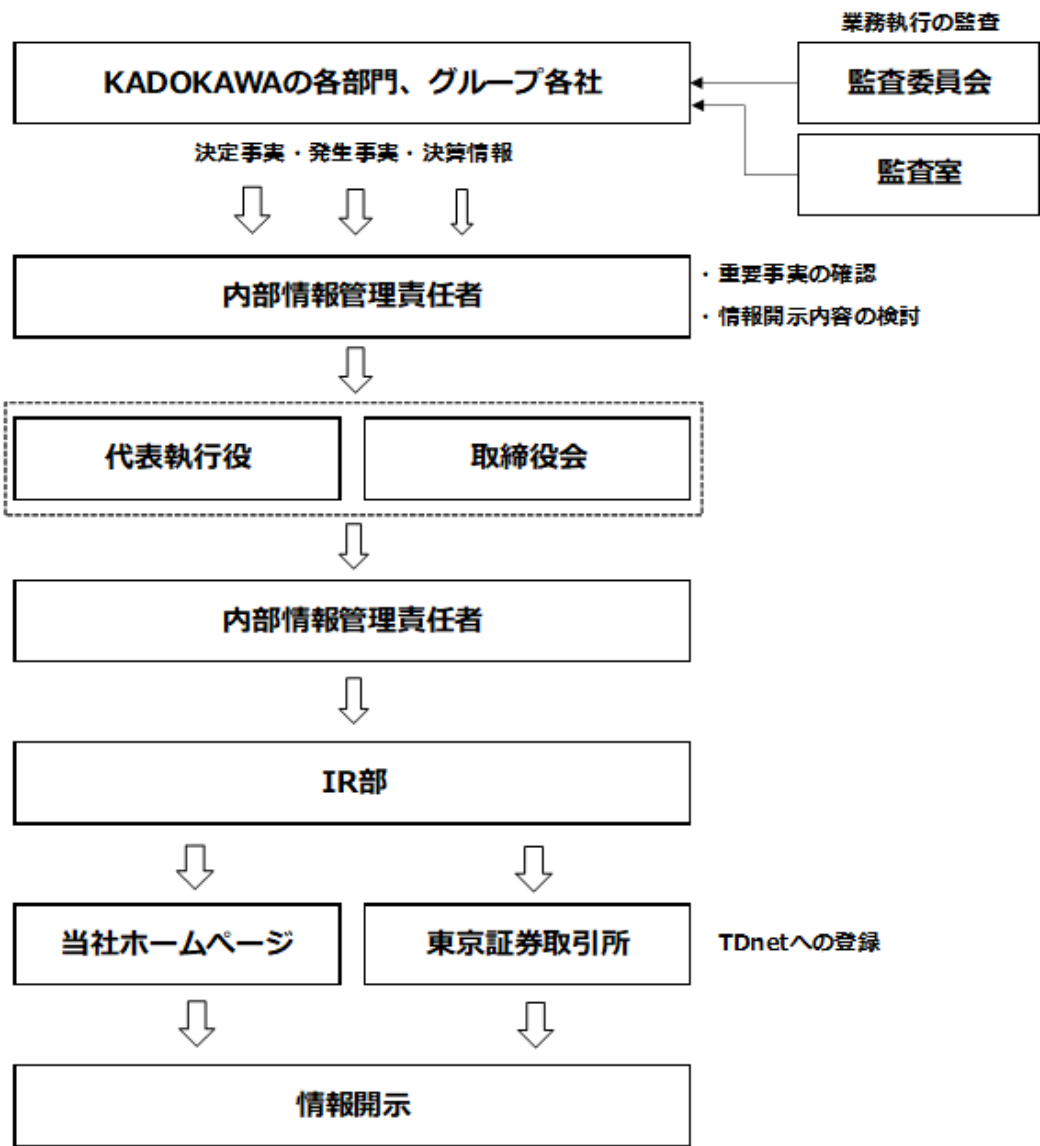 業務執行の監査
KADOKAWAの各部門、グループ各社
監査委員会
決定事実・発生事実・決算情報
監査室
内部情報管理責任者
・重要事実の確認
・情報開示内容の検討
代表執行役
取締役会
内部情報管理責任者
IR部
当社ホームページ
東京証券取引所
TDnetへの登録
情報開示